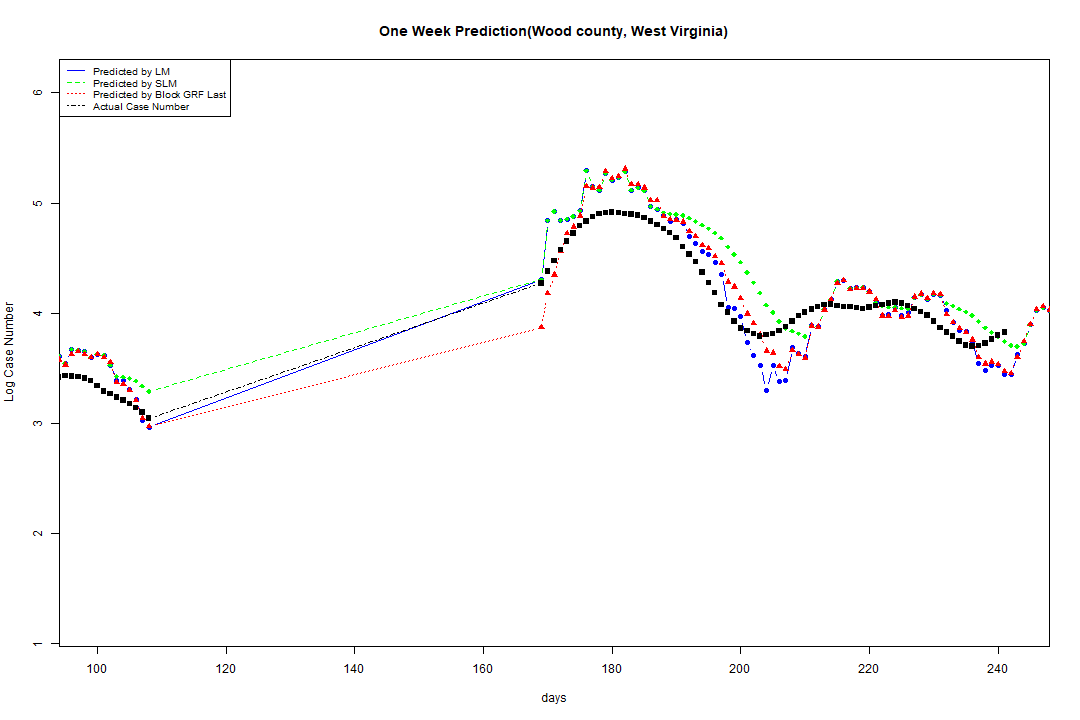 One Week Prediction(Wood county, West Virginia)
Predicted by LM
Predicted by SLM
Predicted by Block GRF Last
Actual Case Number
6
5
4
3
2
1
Log Case Number
100 120 140 160 180 200 220 240
days